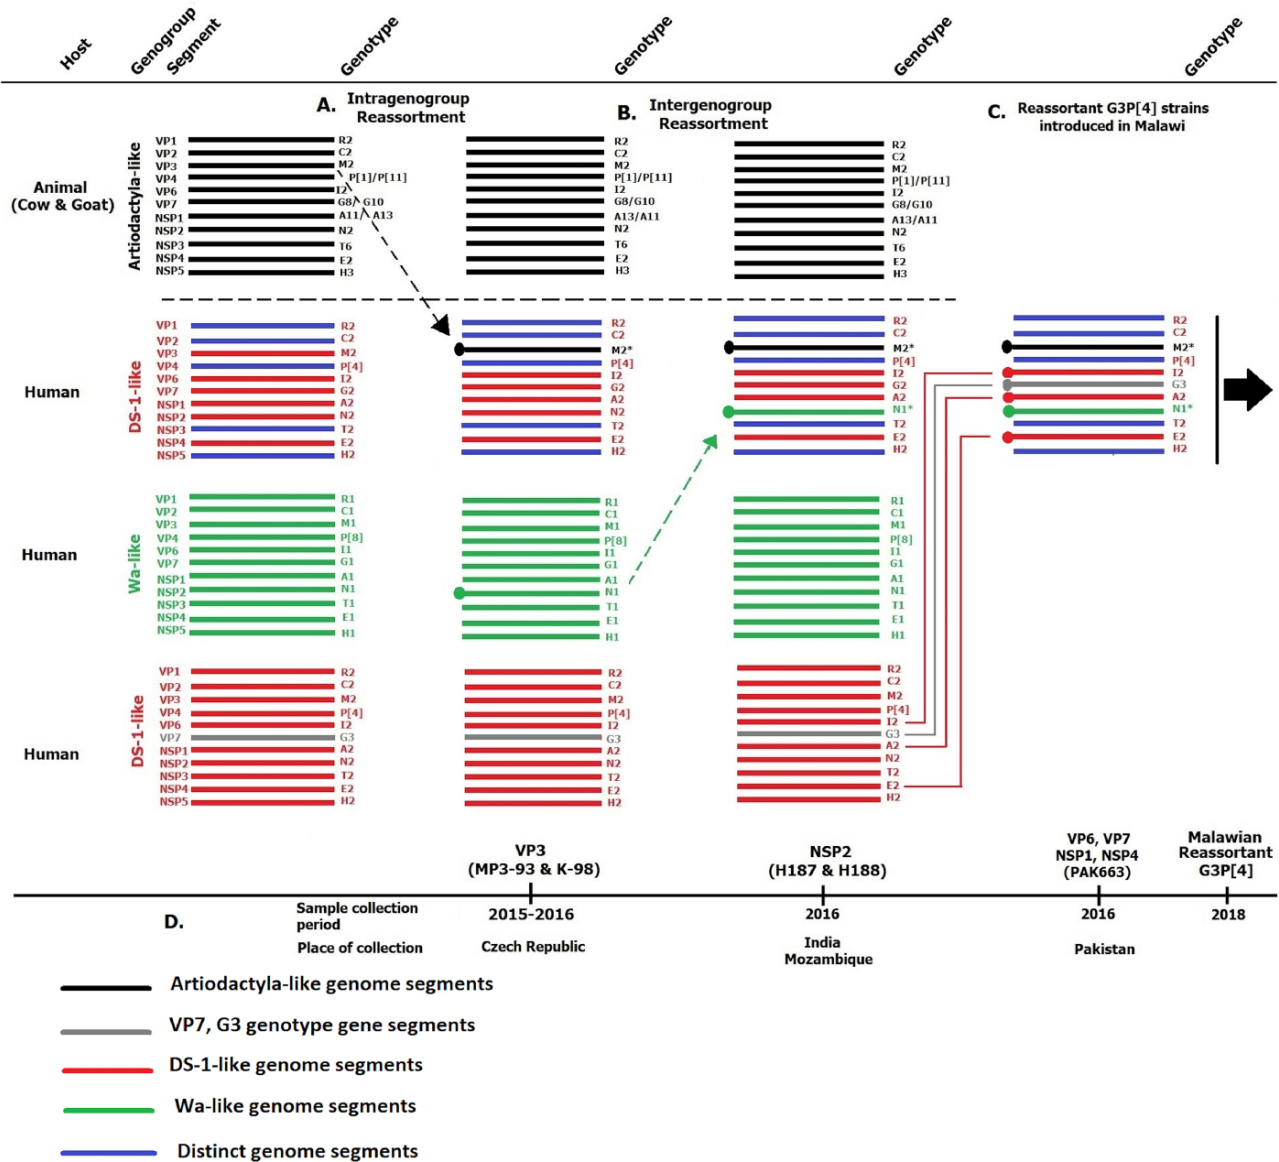 Host
Genogroup
Segment
Genotype
Genotype
Genotype
Genotype
A.
Intragenogroup
Reassortment
B.
Intergenogroup
Reassortment
C.
Reassortant G3P[4] strains
introduced in Malawi
Animal
(Cow & Goat)
Artiodactyla-like
VP1
VP2
VP3
VP4
VP6
VP7
NSP1
NSP2
NSP3
NSP4
NSP5
R2
C2
M2
P[1]/P[11]
I2
G8/ G10
A11/ A13
N2
T6
E2
H3
R2
C2
M2
P[1]/P[11]
I2
G8/G10
A13/A11
N2
T6
E2
H3
R2
C2
M2
P[1]/P[11]
I2
G8/G10
A13/A11
N2
T6
E2
H3
Human
DS-1-like
VP1
VP2
VP3
VP4
VP6
VP7
NSP1
NSP2
NSP3
NSP4
NSP5
R2
C2
M2
P[4]
I2
G2
A2
N2
T2
E2
H2
R2
C2
M2*
P[4]
I2
G2
A2
N2
T2
E2
H2
R2
C2
M2*
P[4]
I2
G2
A2
N1*
T2
E2
H2
R2
C2
M2*
P[4]
I2
G3
A2
N1*
T2
E2
H2
Human
Wa-like
VP1
VP2
VP3
VP4
VP6
VP7
NSP1
NSP2
NSP3
NSP4
NSP5
R1
C1
M1
P[8]
I1
G1
A1
N1
T1
E1
H1
R1
C1
M1
P[8]
I1
G1
A1
N1
T1
E1
H1
R1
C1
M1
P[8]
I1
G1
A1
N1
T1
E1
H1
Human
DS-1-like
VP1
VP2
VP3
VP4
VP6
VP7
NSP1
NSP2
NSP3
NSP4
NSP5
R2
C2
M2
P[4]
I2
G3
A2
N2
T2
E2
H2
R2
C2
M2
P[4]
I2
G3
A2
N2
T2
E2
H2
R2
C2
M2
P[4]
I2
G3
A2
N2
T2
E2
H2
VP3
(MP3-93 & K-98)
NSP2
(H187 & H188)
VP6, VP7
NSP1, NSP4
(PAK663)
Malawian
Reassortant
G3P[4]
D.
Sample collection
period
2015-2016
2016
2016
2018
Place of collection
Czech Republic
India
Mozambique
Pakistan
Artiodactyla-like genome segments
VP7, G3 genotype gene segments
DS-1-like genome segments
Wa-like genome segments
Distinct genome segments